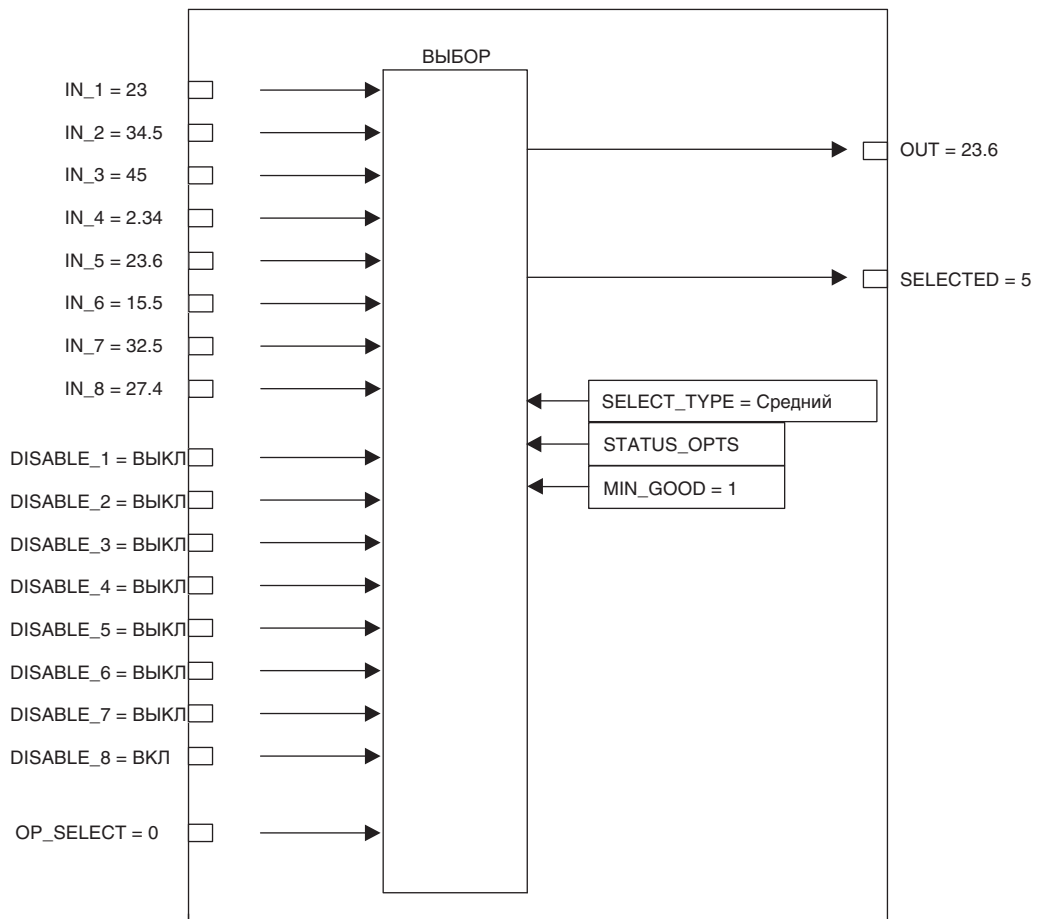 ВЫБОР
IN_1 = 23
IN_2 = 34.5
IN_3 = 45
IN_4 = 2.34
IN_5 = 23.6
IN_6 = 15.5
IN_7 = 32.5
IN_8 = 27.4
DISABLE_1 = ВЫКЛ
DISABLE_2 = ВЫКЛ
DISABLE_3 = ВЫКЛ
DISABLE_4 = ВЫКЛ
DISABLE_5 = ВЫКЛ
DISABLE_6 = ВЫКЛ
DISABLE_7 = ВЫКЛ
DISABLE_8 = ВКЛ
OP_SELECT = 0
OUT = 23.6
SELECTED = 5
SELECT_TYPE = Средний
STATUS_OPTS
MIN_GOOD = 1